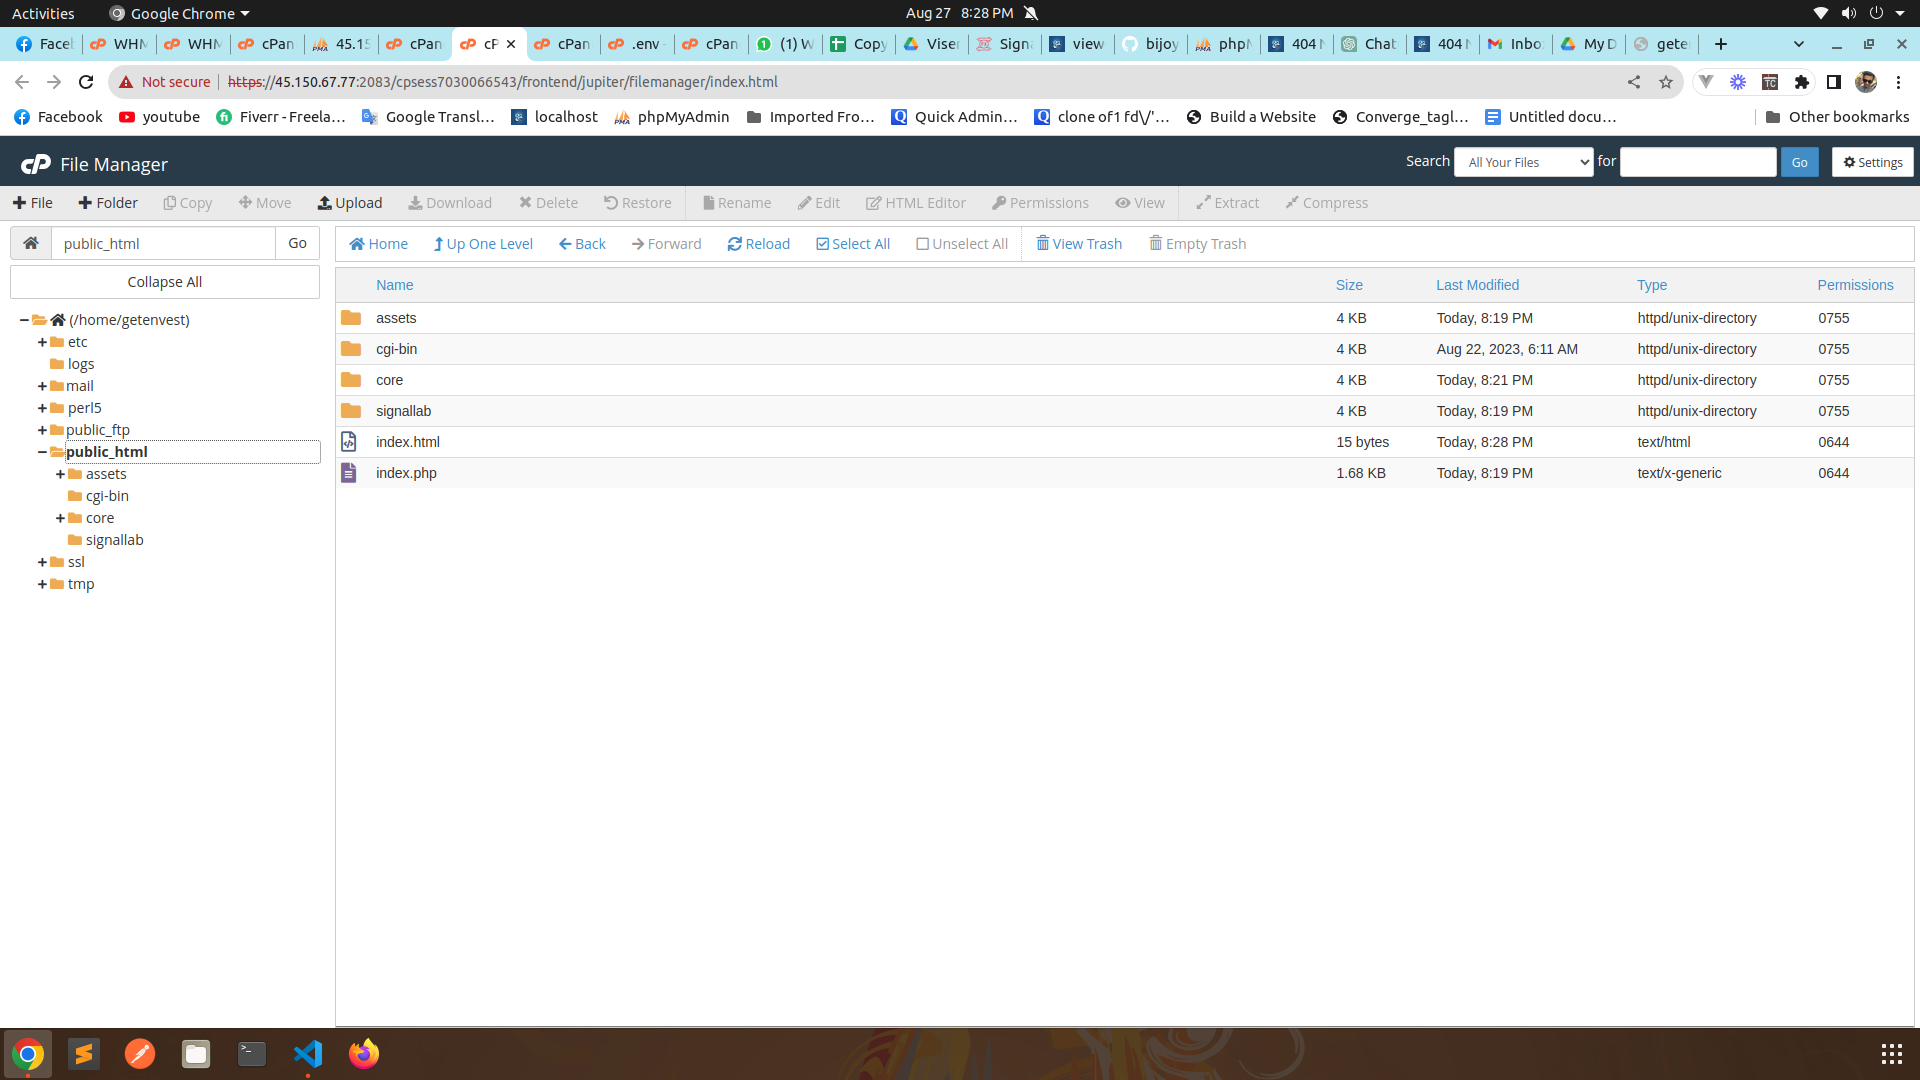 Activities
Google Chrome
Aug 27 8:28 PM
Faceb
WHM
WHM
cPan
45.15
cPan
cP
cPan
.env -
cPan
(1) W
Copy
Viser
Signa
view
bijoy
phpM
404 N
Chat
404 N
Inbo
My D
gete
Not secure
https://45.150.67.77:2083/cpsess7030066543/frontend/jupiter/filemanager/index.html
Facebook
youtube
Fiverr - Freela...
Google Transl...
localhost
phpMyAdmin
Imported Fro...
Quick Admin...
clone of1 fd\/'...
Build a Website
Converge_tagl...
Untitled docu...
Other bookmarks
cP File Manager
Search All Your Files for Go Settings
File Folder Copy Move Upload Download Delete Restore Rename Edit HTML Editor Permissions View Extract Compress
public_html Go
Home Up One Level Back Forward Reload Select All Unselect All View Trash Empty Trash
Collapse All
(/home/getenvest)
etc
logs
mail
perl5
public_ftp
public_html
assets
cgi-bin
core
signallab
ssl
tmp
Name Size Last Modified Type Permissions
assets 4 KB Today, 8:19 PM httpd/unix-directory 0755
cgi-bin 4 KB Aug 22, 2023, 6:11 AM httpd/unix-directory 0755
core 4 KB Today, 8:21 PM httpd/unix-directory 0755
signallab 4 KB Today, 8:19 PM httpd/unix-directory 0755
index.html 15 bytes Today, 8:28 PM text/html 0644
index.php 1.68 KB Today, 8:19 PM text/x-generic 0644